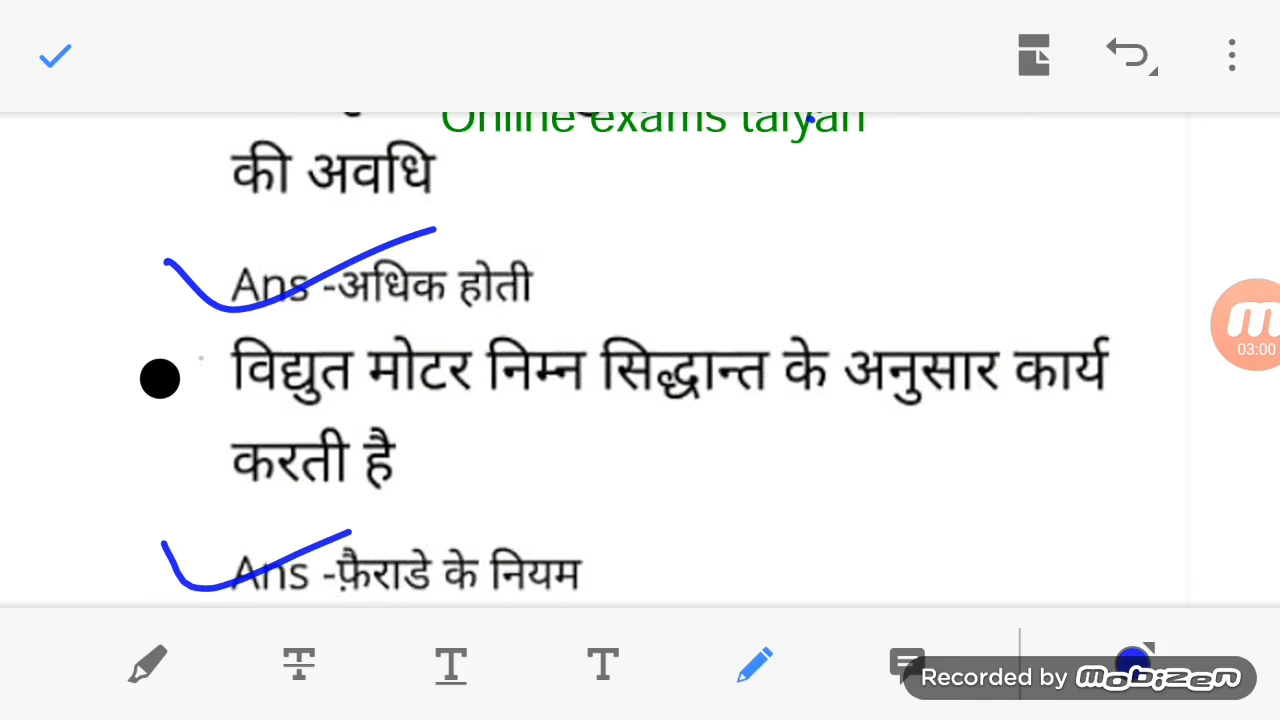 Online exams taiyari
की अवधि
Ans -अधिक होती
विद्युत मोटर निम्न सिद्धान्त के अनुसार कार्य
करती है
Ans -फ़ैराडे के नियम
03:00
T T T
Recorded by mobizen